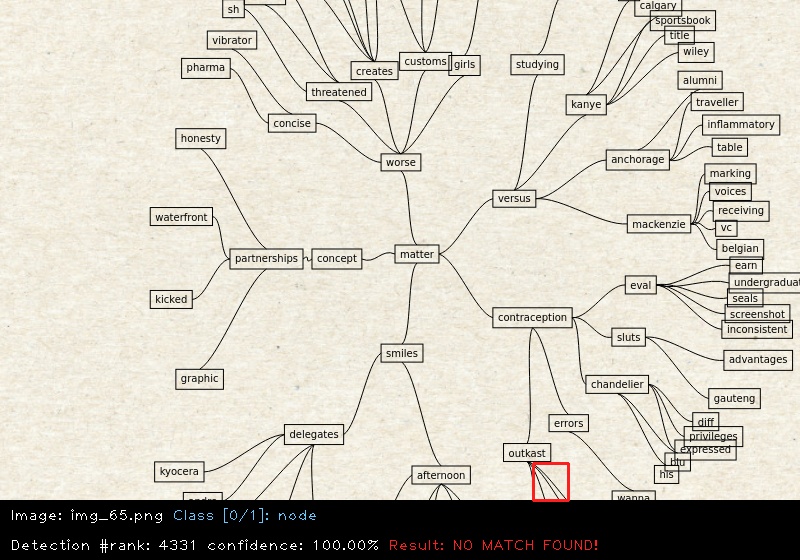 calgary
sh
sportsbook
title
vibrator
customs
wiley
girls
studying
pharma
creates
alumni
threatened
kanye
traveller
concise
inflammatory
honesty
table
worse
anchorage
marking
voices
versus
receiving
waterfront
mackenzie
vc
belgian
partnerships
concept
matter
earn
eval
undergraduat
kicked
seals
screenshot
contraception
inconsistent
sluts
smiles
advantages
graphic
chandelier
gauteng
errors
diff
delegates
privileges
outkast
expressed
kyocera
afternoon
his
wanna
Image: img_65.png Class [0/1]: node
Detection #rank: 4331 confidence: 100.00% Result: NO MATCH FOUND!